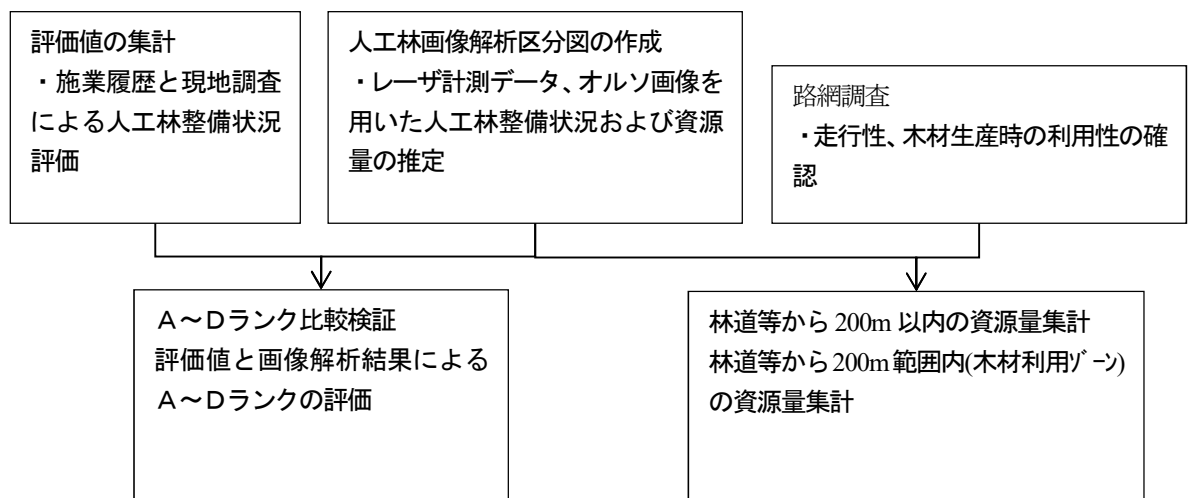 評価値の集計
・施業履歴と現地調査
による人工林整備状況
評価
人工林画像解析区分図の作成
・レーザ計測データ、オルソ画像を
用いた人工林整備状況および資源
量の推定
路網調査
・走行性、木材生産時の利用性の確
認
A～Dランク比較検証
評価値と画像解析結果による
A～Dランクの評価
林道等から 200m 以内の資源量集計
林道等から 200m 範囲内(木材利用ｿﾞｰﾝ)
の資源量集計